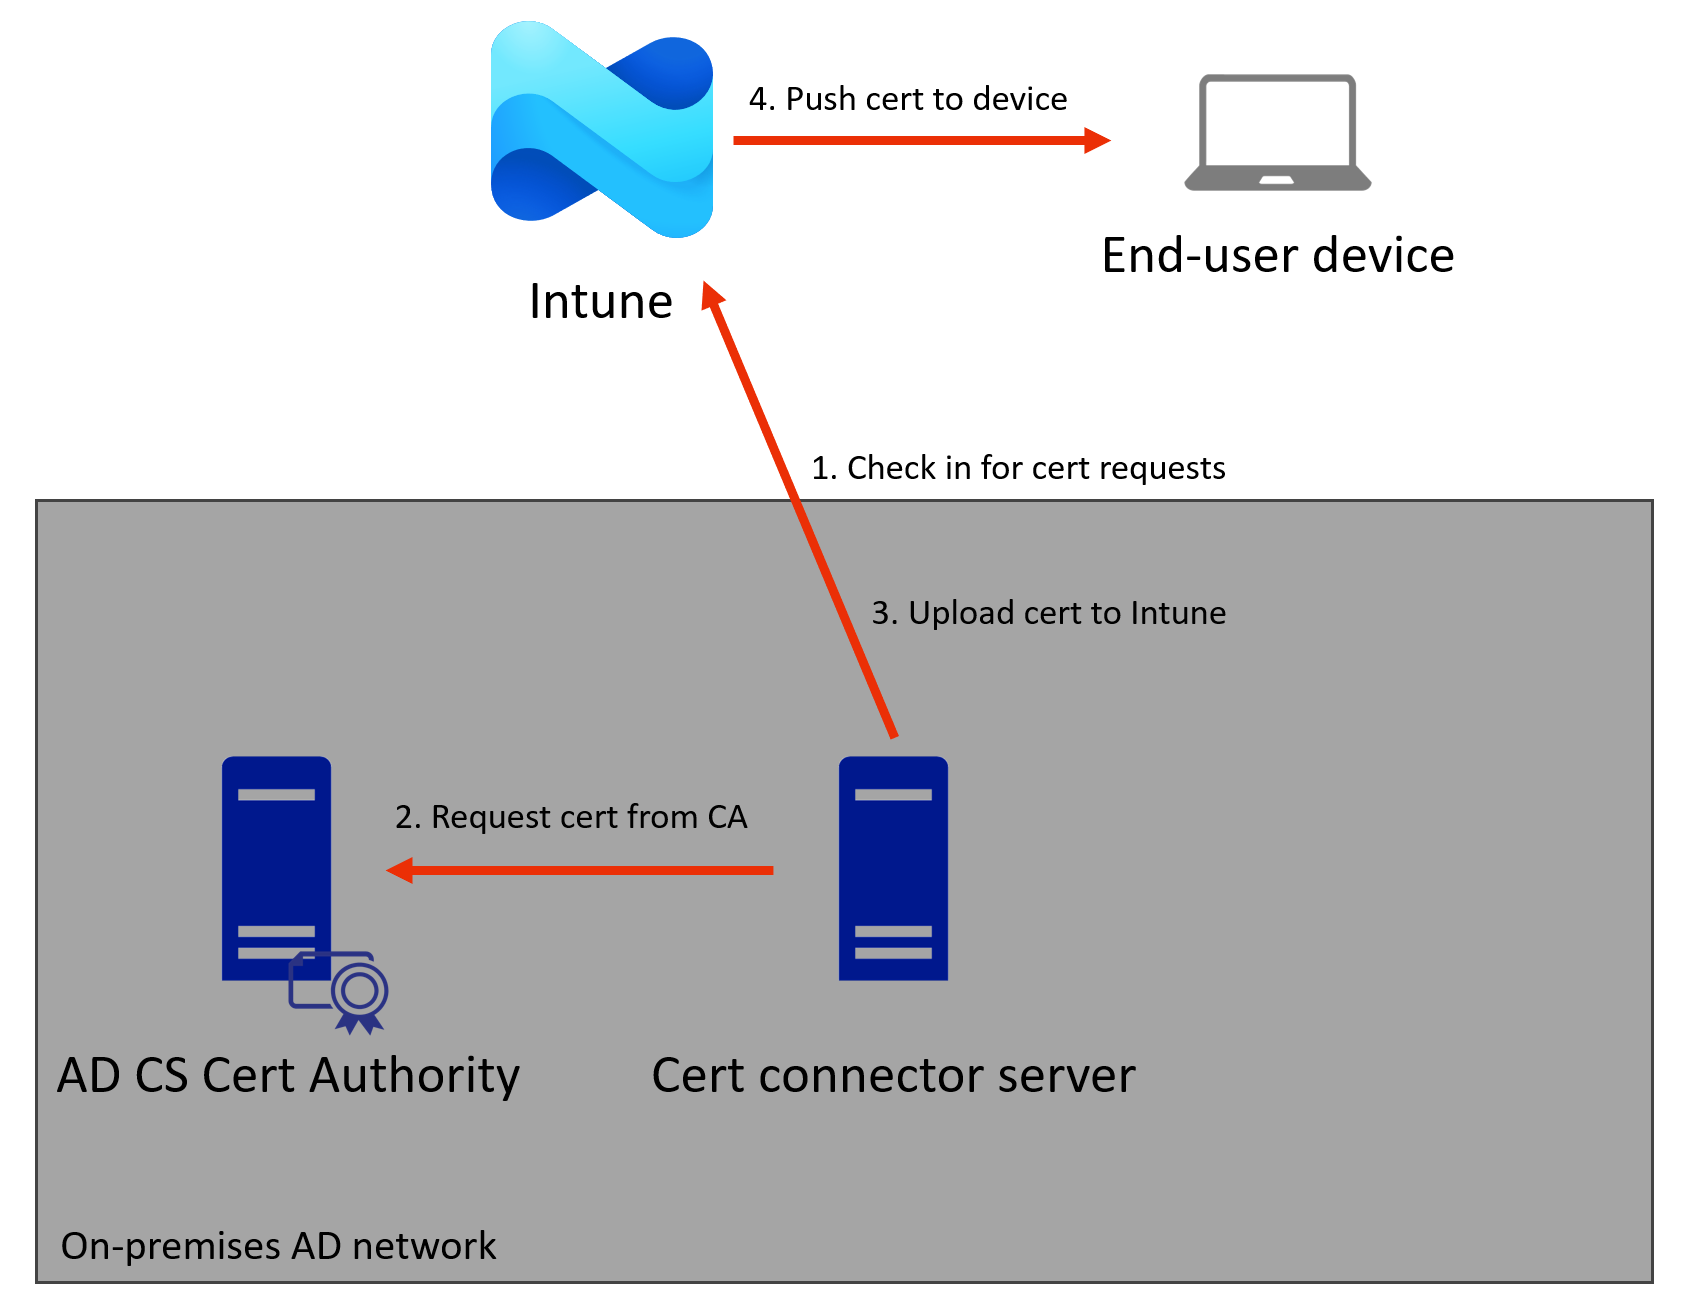 4. Push cert to device
End-user device
Intune
1. Check in for cert requests
3. Upload cert to Intune
2. Request cert from CA
AD CS Cert Authority
Cert connector server
On-premises AD network